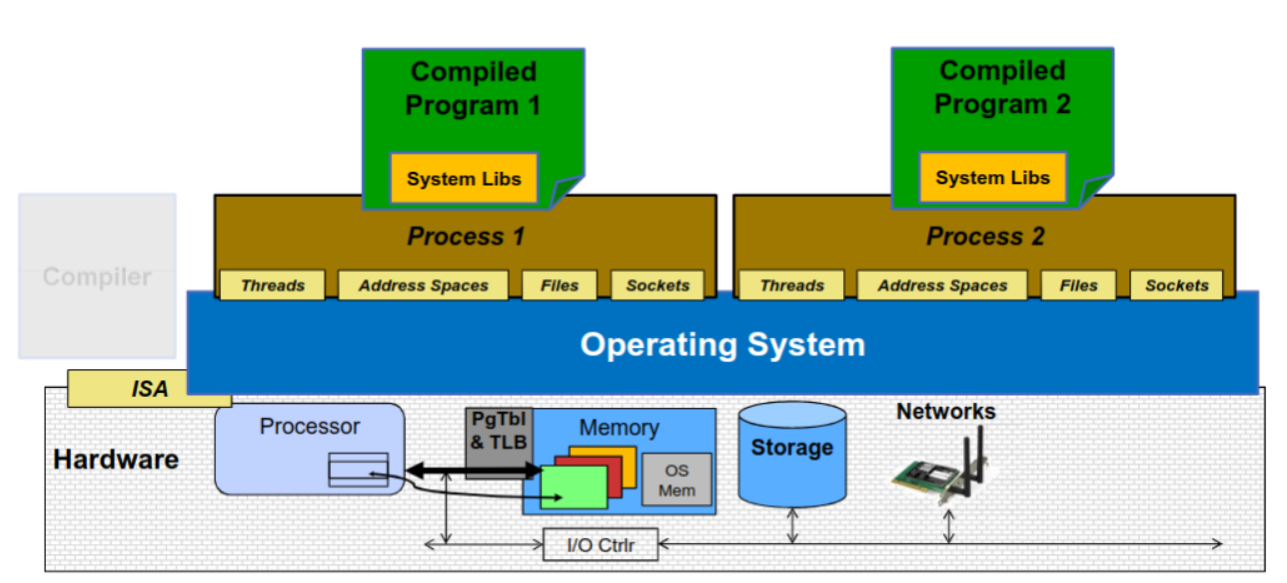 Compiled
Program 1
System Libs
Compiled
Program 2
System Libs
Process 1
Threads
Address Spaces
Files
Sockets
Process 2
Threads
Address Spaces
Files
Sockets
Compiler
Operating System
ISA
Hardware
Processor
PgTbl
& TLB
Memory
OS
Mem
Storage
Networks
I/O Ctrlr